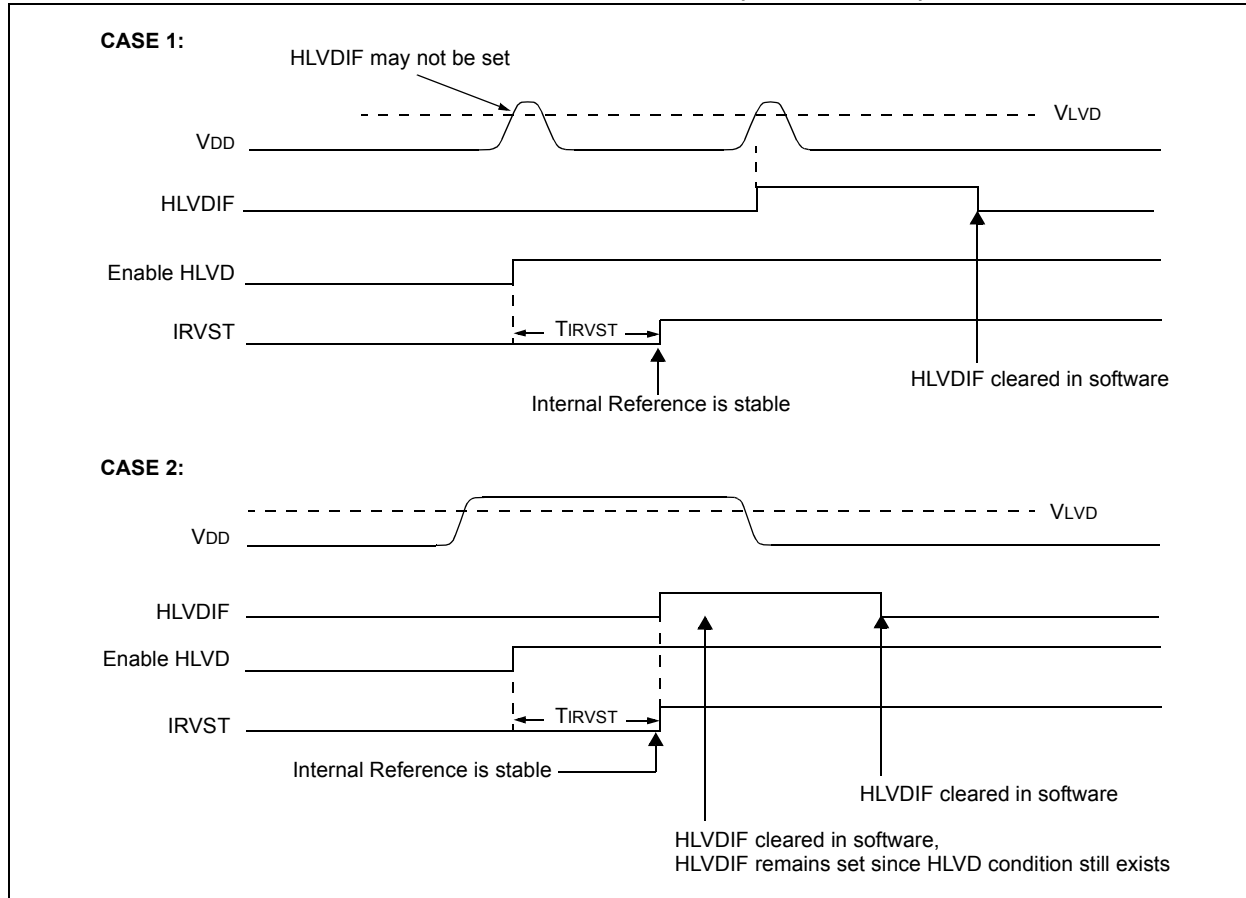 CASE 1:
HLVDIF may not be set
VLVD
VDD
HLVDIF
Enable HLVD
TIRVST
IRVST
HLVDIF cleared in software
Internal Reference is stable
CASE 2:
VLVD
VDD
HLVDIF
Enable HLVD
TIRVST
IRVST
Internal Reference is stable
HLVDIF cleared in software
HLVDIF cleared in software,
HLVDIF remains set since HLVD condition still exists